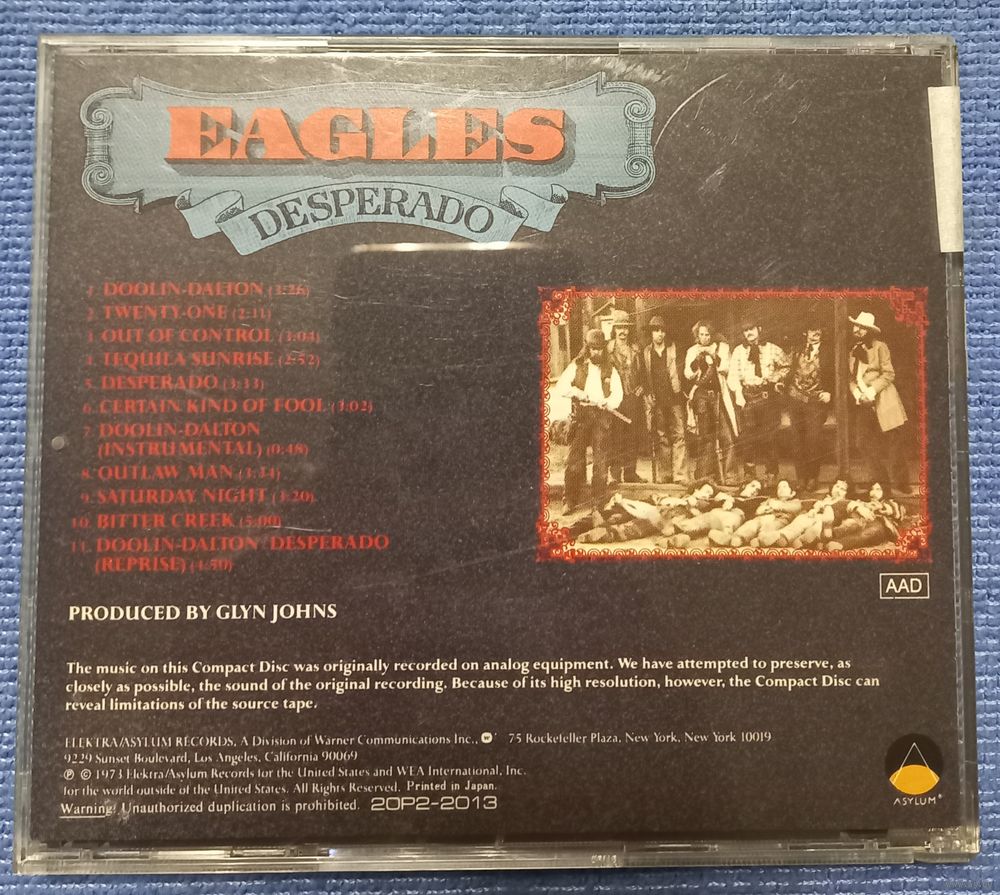 EAGLES
DESPERADO
1. DOOLIN-DALTON (3:26)
2. TWENTY-ONE (2:11)
3. OUT OF CONTROL (3:04)
4. TEQUILA SUNRISE (2:52)
5. DESPERADO (3:33)
6. CERTAIN KIND OF FOOL (3:02)
7. DOOLIN-DALTON
(INSTRUMENTAL) (0:48)
8. OUTLAW MAN (3:34)
9. SATURDAY NIGHT (3:20)
10. BITTER CREEK (5:00)
11. DOOLIN-DALTON/DESPERADO
(REPRISE) (4:50)
AAD
PRODUCED BY GLYN JOHNS
The music on this Compact Disc was originally recorded on analog equipment. We have attempted to preserve, as
closely as possible, the sound of the original recording. Because of its high resolution, however, the Compact Disc can
reveal limitations of the source tape.
ELEKTRA/ASYLUM RECORDS, A Division of Warner Communications Inc., 75 Rockefeller Plaza, New York, New York 10019
9229 Sunset Boulevard, Los Angeles, California 90069
℗ © 1973 Elektra/Asylum Records for the United States and WEA International, Inc.
for the world outside of the United States. All Rights Reserved. Printed in Japan.
Warning: Unauthorized duplication is prohibited. 20P2-2013
ASYLUM®